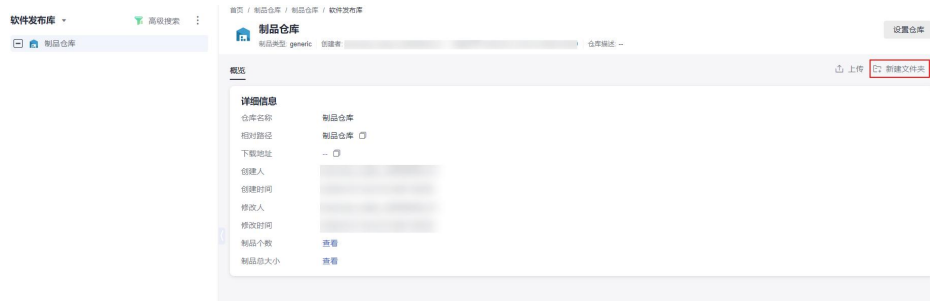 首页 / 制品仓库 / 制品仓库 / 软件发布库
软件发布库
高级搜索
制品仓库
制品仓库
制品类型: generic 创建者:
仓库描述: --
设置仓库
概览
上传
新建文件夹
详细信息
仓库名称 制品仓库
相对路径 制品仓库
下载地址 --
创建人
创建时间
修改人
修改时间
制品个数 查看
制品总大小 查看